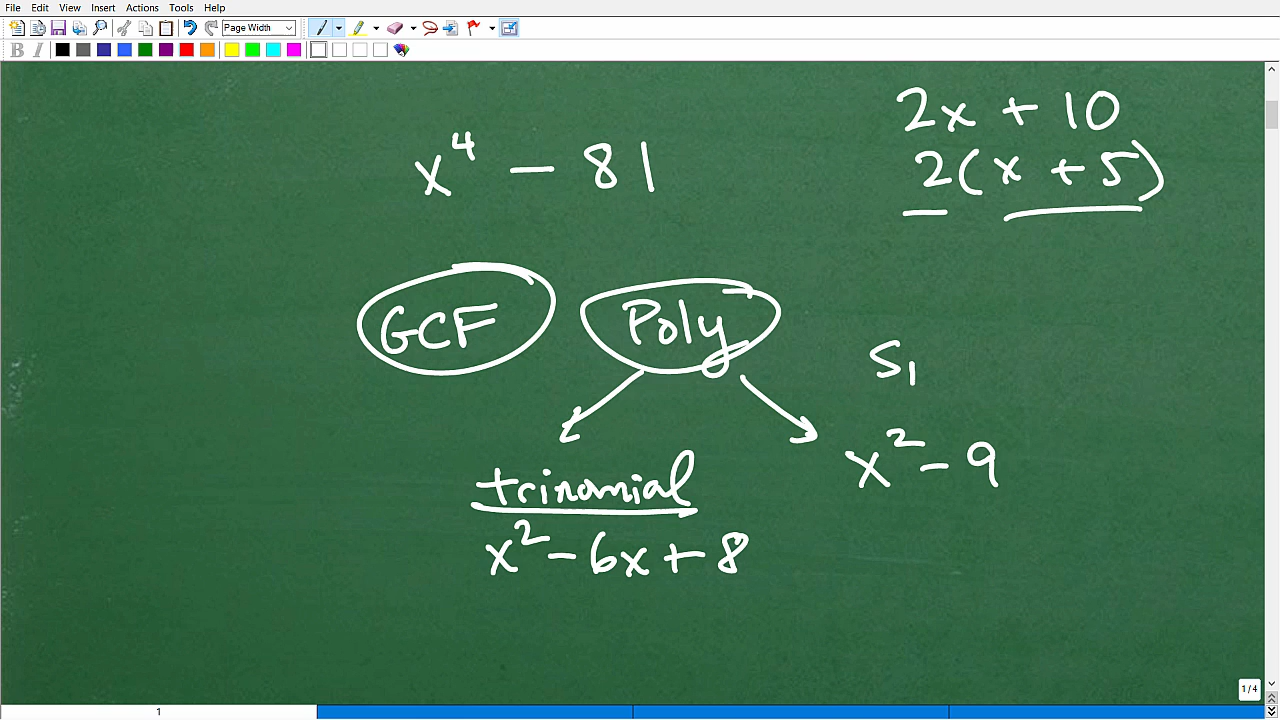 File Edit View Insert Actions Tools Help
Page Width
B I
2x + 10
x⁴ - 81
2(x + 5)
GCF
Poly
S1
x² - 9
trinomial
x² - 6x + 8
1/4
1